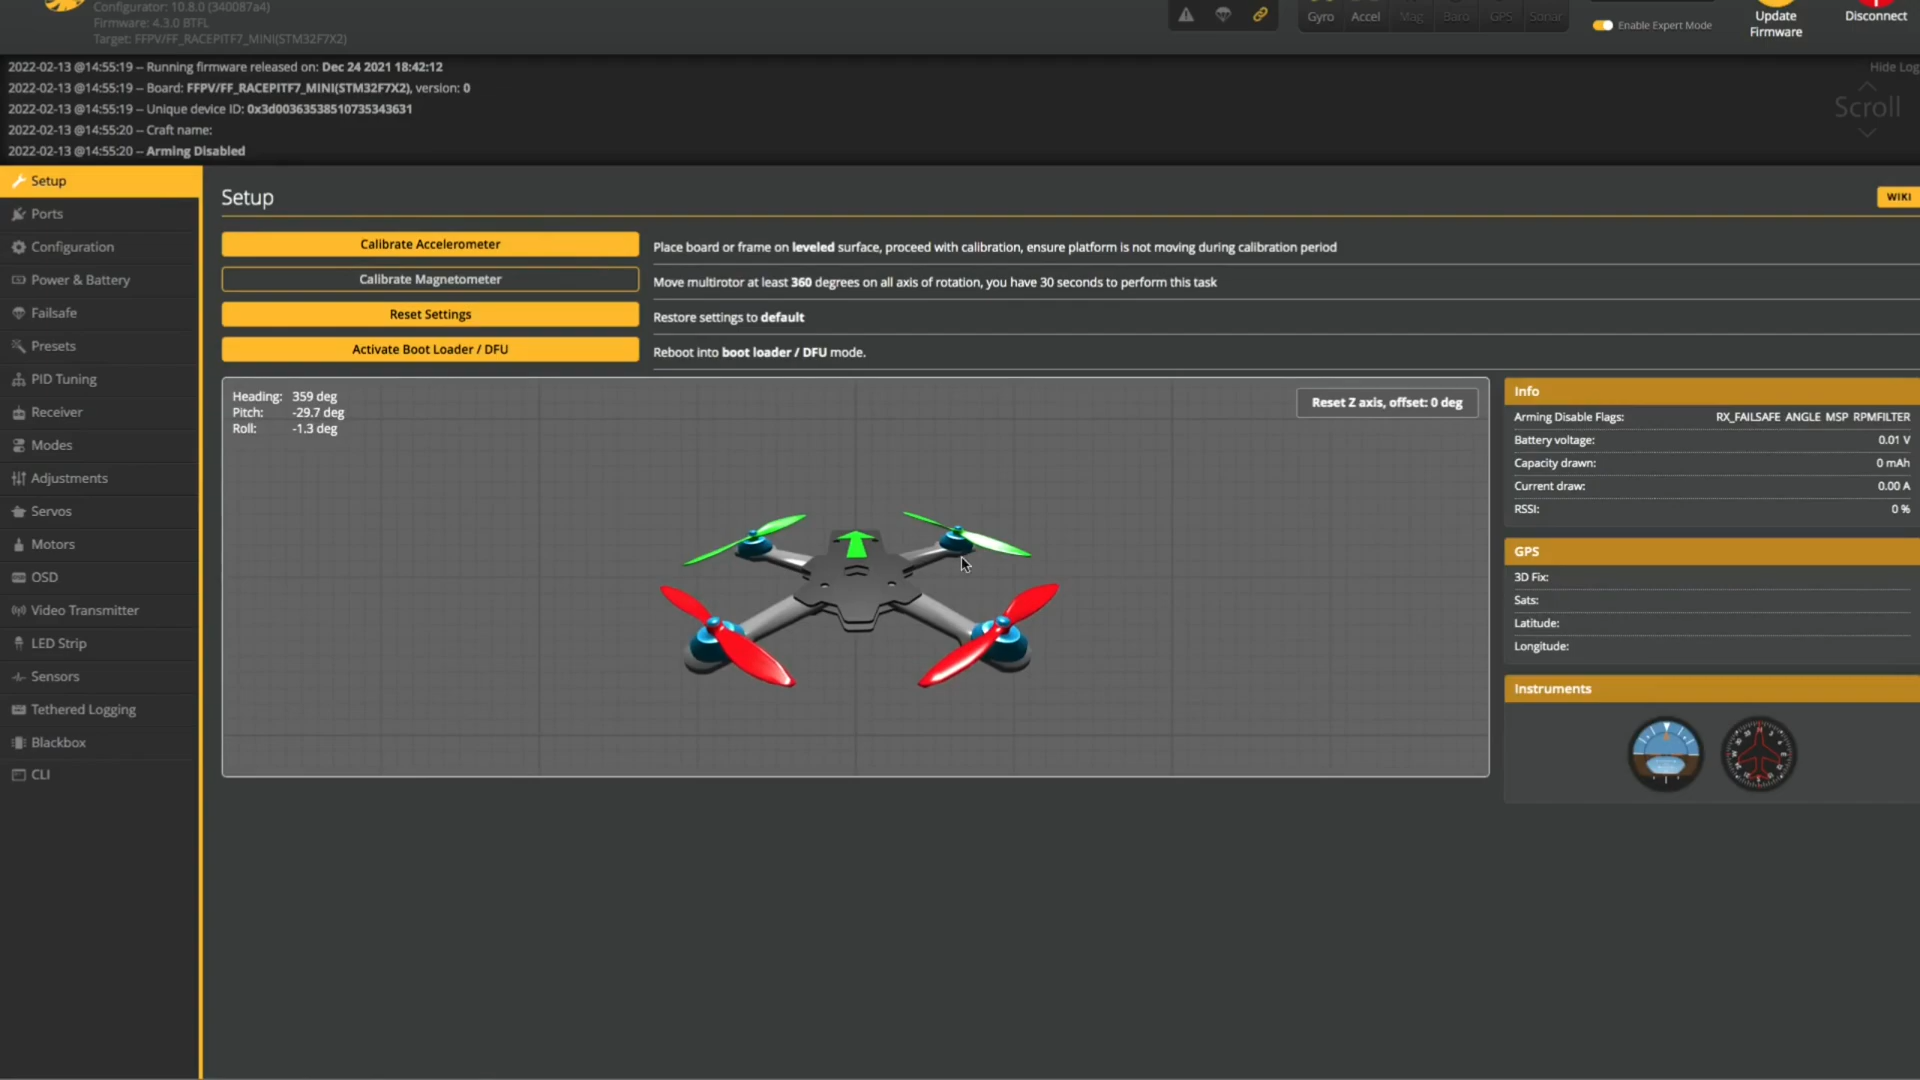 Configurator: 10.8.0 (340087a4)
Firmware: 4.3.0 BTFL
Target: FFPV/FF_RACEPITF7_MINI(STM32F7X2)
Gyro Accel Mag Baro GPS Sonar
Enable Expert Mode
Update
Firmware
Disconnect
2022-02-13 @14:55:19 -- Running firmware released on: Dec 24 2021 18:42:12
2022-02-13 @14:55:19 -- Board: FFPV/FF_RACEPITF7_MINI(STM32F7X2), version: 0
2022-02-13 @14:55:19 -- Unique device ID: 0x3d00363538510735343631
2022-02-13 @14:55:20 -- Craft name:
2022-02-13 @14:55:20 -- Arming Disabled
Hide Log
Scroll
Setup
Ports
Configuration
Power & Battery
Failsafe
Presets
PID Tuning
Receiver
Modes
Adjustments
Servos
Motors
OSD
Video Transmitter
LED Strip
Sensors
Tethered Logging
Blackbox
CLI
Setup
WIKI
Calibrate Accelerometer
Place board or frame on leveled surface, proceed with calibration, ensure platform is not moving during calibration period
Calibrate Magnetometer
Move multirotor at least 360 degrees on all axis of rotation, you have 30 seconds to perform this task
Reset Settings
Restore settings to default
Activate Boot Loader / DFU
Reboot into boot loader / DFU mode.
Heading: 359 deg
Pitch: -29.7 deg
Roll: -1.3 deg
Reset Z axis, offset: 0 deg
Info
Arming Disable Flags: RX_FAILSAFE ANGLE MSP RPMFILTER
Battery voltage: 0.01 V
Capacity drawn: 0 mAh
Current draw: 0.00 A
RSSI: 0 %
GPS
3D Fix:
Sats:
Latitude:
Longitude:
Instruments